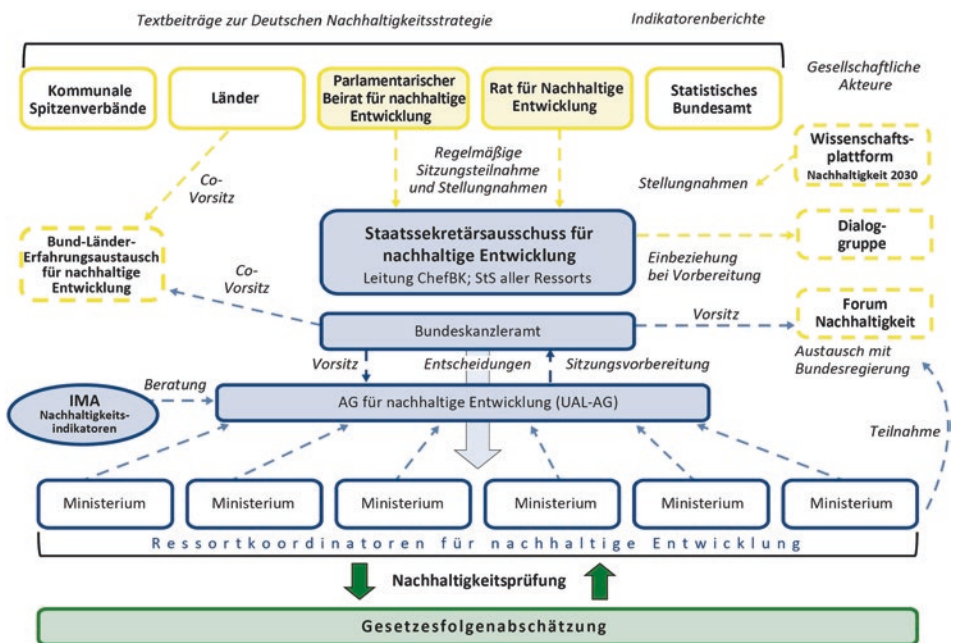 Textbeiträge zur Deutschen Nachhaltigkeitsstrategie
Indikatorenberichte
Kommunale
Spitzenverbände
Länder
Parlamentarischer
Beirat für nachhaltige
Entwicklung
Rat für Nachhaltige
Entwicklung
Statistisches
Bundesamt
Gesellschaftliche
Akteure
Wissenschafts-
plattform
Nachhaltigkeit 2030
Co-
Vorsitz
Regelmäßige
Sitzungsteilnahme
und Stellungnahmen
Stellungnahmen
Bund-Länder-
Erfahrungsaustausch
für nachhaltige
Entwicklung
Staatssekretärsausschuss für
nachhaltige Entwicklung
Leitung ChefBK; StS aller Ressorts
Dialog-
gruppe
Einbeziehung
bei Vorbereitung
Co-
Vorsitz
Bundeskanzleramt
Vorsitz
Forum
Nachhaltigkeit
Austausch mit
Bundesregierung
Vorsitz
Entscheidungen
Sitzungsvorbereitung
Beratung
IMA
Nachhaltigkeits-
indikatoren
AG für nachhaltige Entwicklung (UAL-AG)
Teilnahme
Ministerium
Ministerium
Ministerium
Ministerium
Ministerium
Ministerium
Ressortkoordinatoren für nachhaltige Entwicklung
Nachhaltigkeitsprüfung
Gesetzesfolgenabschätzung